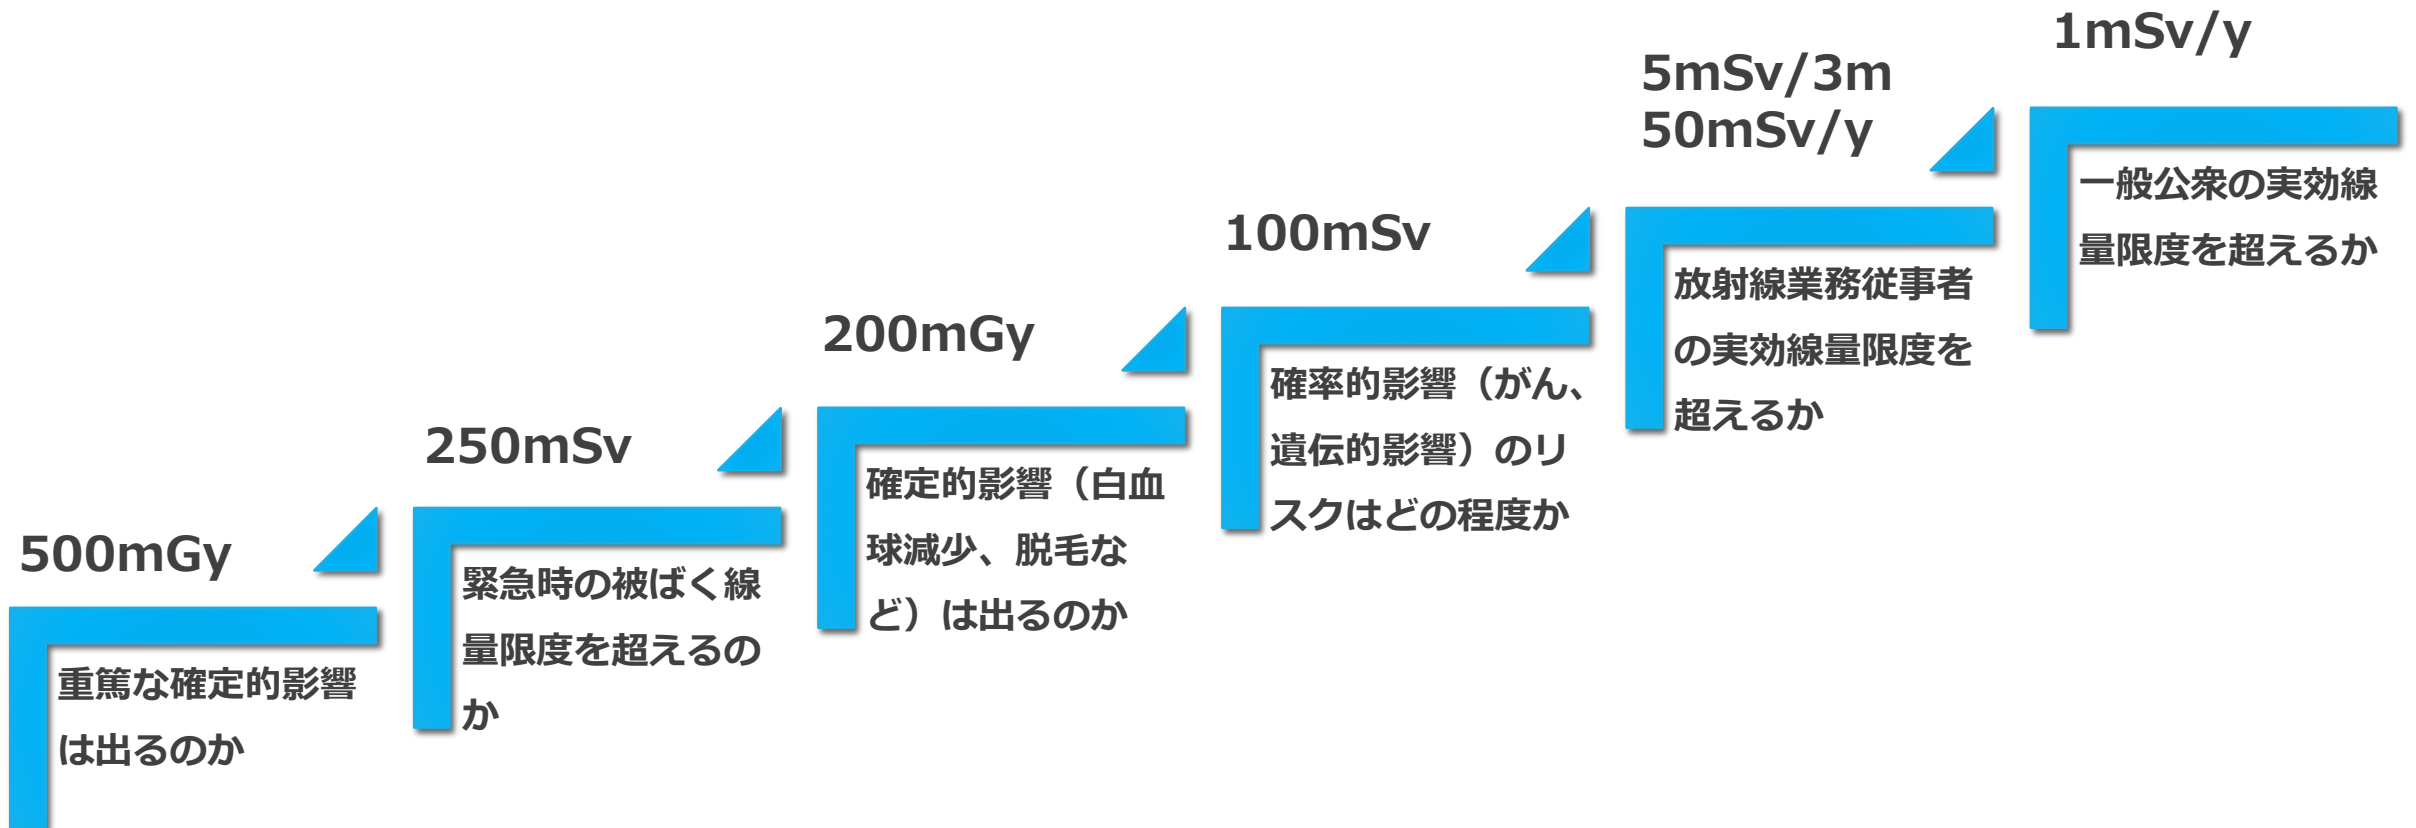 500mGy
重篤な確定的影響
は出るのか
250mSv
緊急時の被ばく線
量限度を超えるの
か
200mGy
確定的影響（白血
球減少、脱毛な
ど）は出るのか
100mSv
確率的影響（がん、
遺伝的影響）のリ
スクはどの程度か
5mSv/3m
50mSv/y
放射線業務従事者
の実効線量限度を
超えるか
1mSv/y
一般公衆の実効線
量限度を超えるか